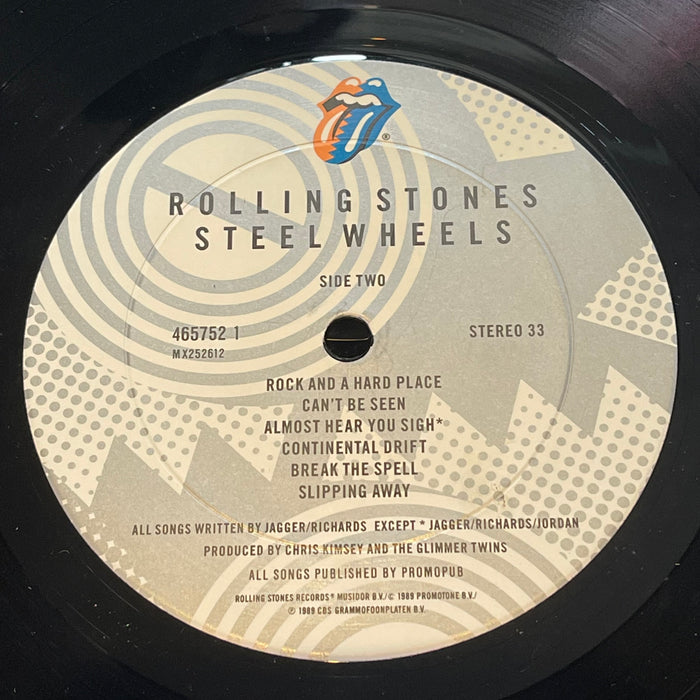 ®
ROLLING STONES
STEEL WHEELS
SIDE TWO
465752 1
MX252612
STEREO 33
ROCK AND A HARD PLACE
CAN'T BE SEEN
ALMOST HEAR YOU SIGH*
CONTINENTAL DRIFT
BREAK THE SPELL
SLIPPING AWAY
ALL SONGS WRITTEN BY JAGGER/RICHARDS EXCEPT * JAGGER/RICHARDS/JORDAN
PRODUCED BY CHRIS KIMSEY AND THE GLIMMER TWINS
ALL SONGS PUBLISHED BY PROMOPUB
ROLLING STONES RECORDS® MUSIDOR B.V./© 1989 PROMOTONE B.V./
℗ 1989 CBS GRAMMOFOONPLATEN B.V.